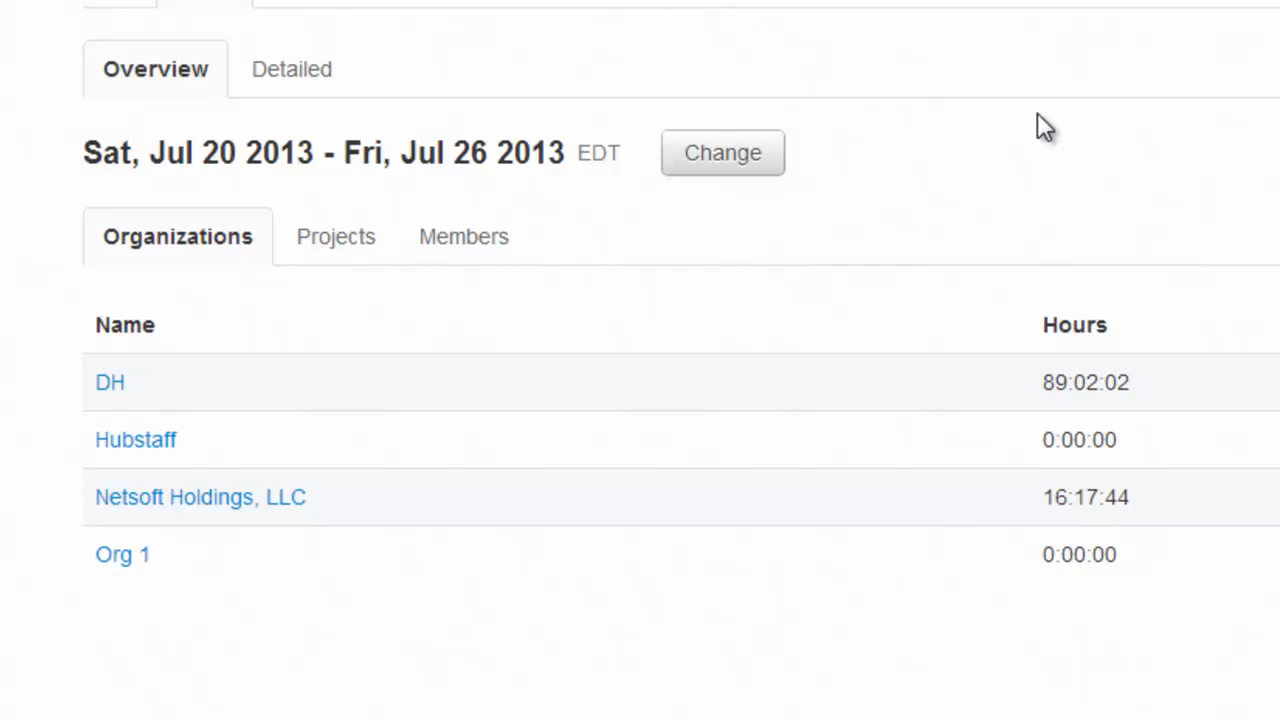 Overview Detailed
Sat, Jul 20 2013 - Fri, Jul 26 2013 EDT Change
Organizations Projects Members
Name Hours
DH 89:02:02
Hubstaff 0:00:00
Netsoft Holdings, LLC 16:17:44
Org 1 0:00:00